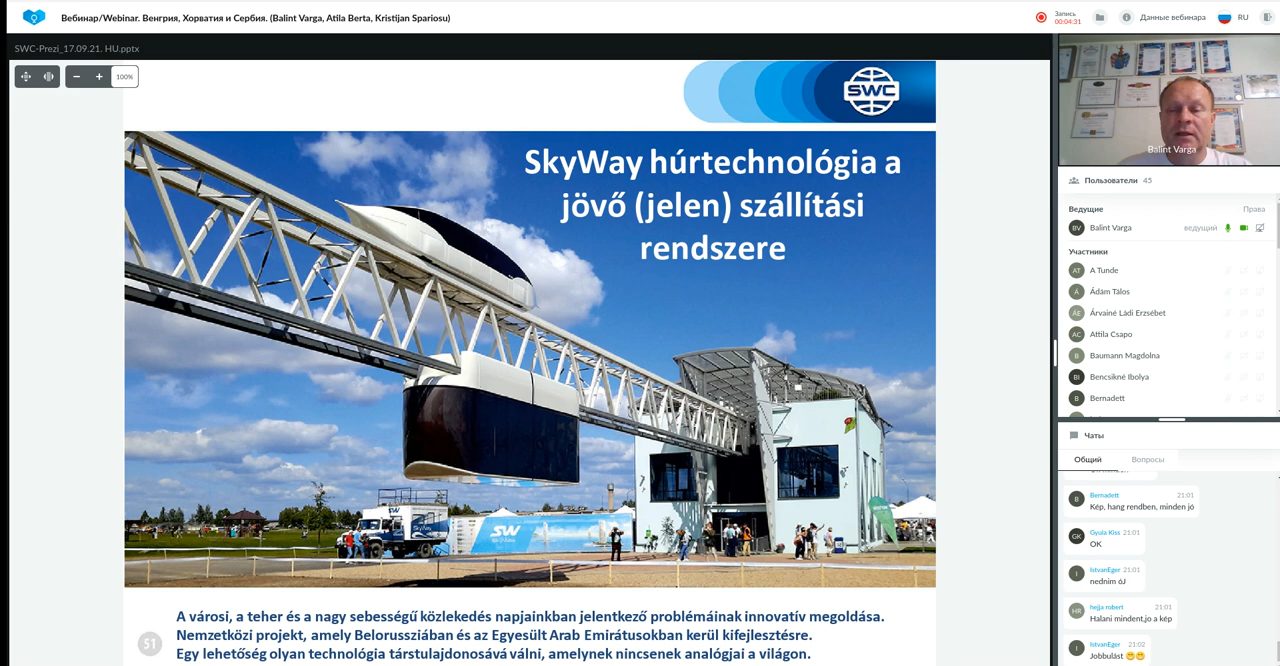 Вебинар/Webinar. Венгрия, Хорватия и Сербия. (Balint Varga, Atila Berta, Kristijan Spariosu)
Запись
00:04:31
Данные вебинара
RU
SWC-Prezi_17.09.21. HU.pptx
100%
SWC
SkyWay húrtechnológia a
jövő (jelen) szállítási
rendszere
SW
A városi, a teher és a nagy sebességű közlekedés napjainkban jelentkező problémáinak innovatív megoldása.
Nemzetközi projekt, amely Belorussziában és az Egyesült Arab Emirátusokban kerül kifejlesztésre.
Egy lehetőség olyan technológia társtulajdonosává válni, amelynek nincsenek analógjai a világon.
51
Balint Varga
Пользователи 45
Ведущие Права
BV Balint Varga ведущий
Участники
AT A Tunde
Á Ádám Tálos
ÁE Árvainé Ládi Erzsébet
AC Attila Csapo
B Baumann Magdolna
BI Bencsikné Ibolya
B Bernadett
Чаты
Общий Вопросы
B Bernadett 21:01
Kép, hang rendben, minden jó
GK Gyula Kiss 21:01
OK
I IstvanEger 21:01
nednim óJ
HR hejja robert 21:01
Halani mindent,jo a kép
I IstvanEger 21:02
Jobbulást 😁😁